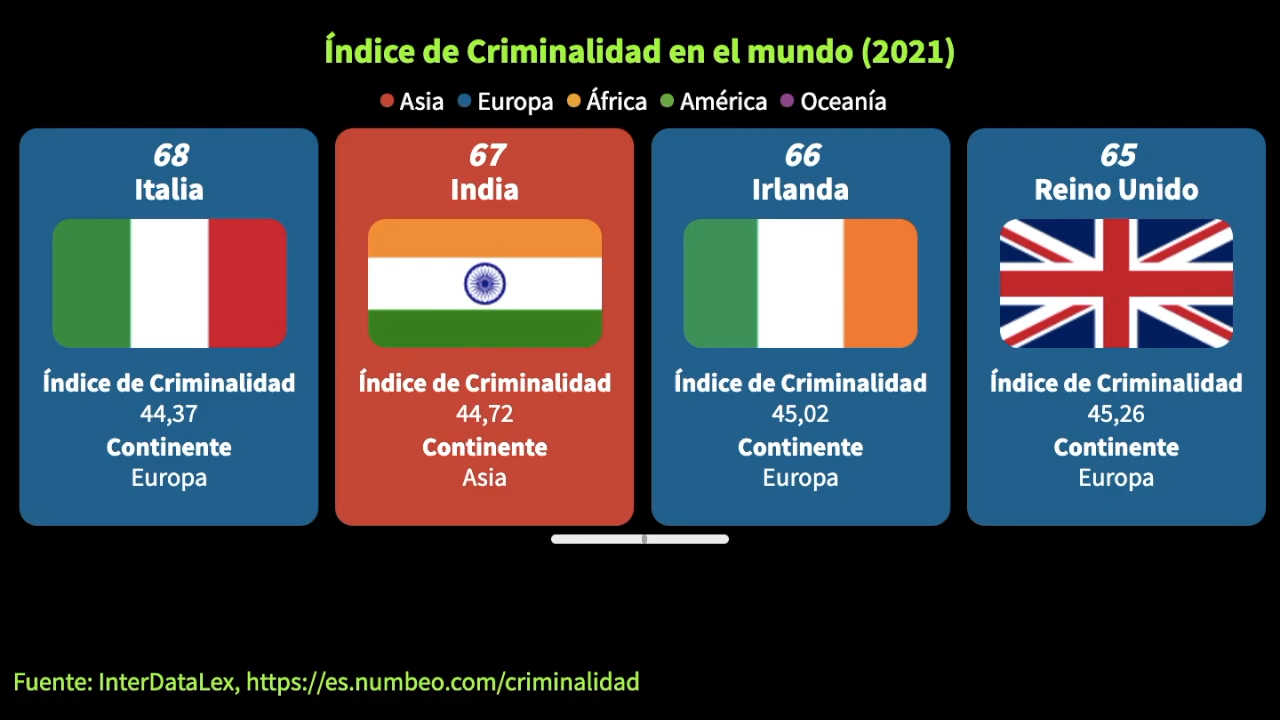 Índice de Criminalidad en el mundo (2021)
Asia Europa África América Oceanía
68
Italia
Índice de Criminalidad
44,37
Continente
Europa
67
India
Índice de Criminalidad
44,72
Continente
Asia
66
Irlanda
Índice de Criminalidad
45,02
Continente
Europa
65
Reino Unido
Índice de Criminalidad
45,26
Continente
Europa
Fuente: InterDataLex, https://es.numbeo.com/criminalidad